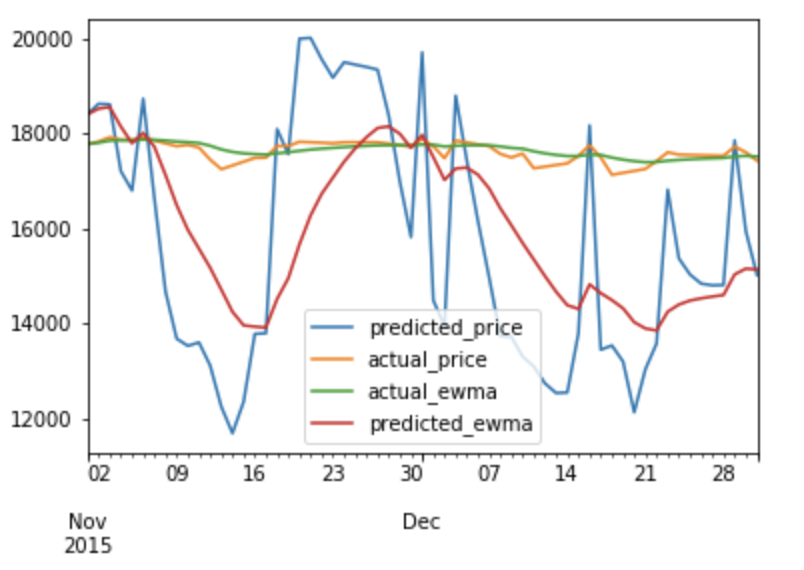 20000
18000
16000
14000
12000
predicted_price
actual_price
actual_ewma
predicted_ewma
02 09 16 23 30 07 14 21 28
Nov Dec
2015